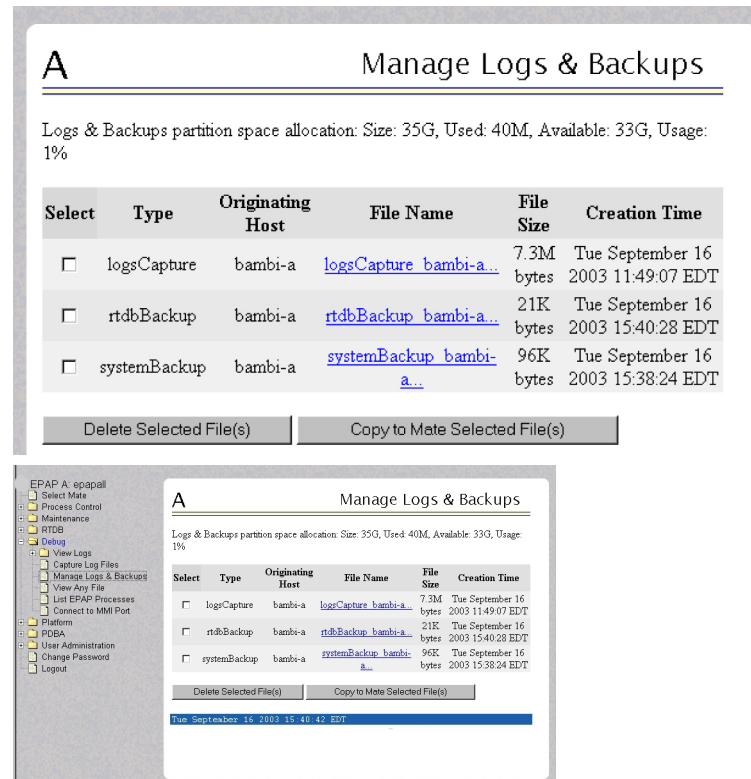 A
Manage Logs & Backups
Logs & Backups partition space allocation: Size: 35G, Used: 40M, Available: 33G, Usage:
1%
Select Type Originating Host File Name File Size Creation Time
logsCapture bambi-a logsCapture_bambi-a... 7.3M bytes Tue September 16 2003 11:49:07 EDT
rtdbBackup bambi-a rtdbBackup_bambi-a... 21K bytes Tue September 16 2003 15:40:28 EDT
systemBackup bambi-a systemBackup_bambi-a... 96K bytes Tue September 16 2003 15:38:24 EDT
Delete Selected File(s) Copy to Mate Selected File(s)
EPAP A: epapall
Select Mate
Process Control
Maintenance
RTDB
Debug
View Logs
Capture Log Files
Manage Logs & Backups
View Any File
List EPAP Processes
Connect to MMI Port
Platform
PDBA
User Administration
Change Password
Logout
A
Manage Logs & Backups
Logs & Backups partition space allocation: Size: 35G, Used: 40M, Available: 33G, Usage:
1%
Select Type Originating Host File Name File Size Creation Time
logsCapture bambi-a logsCapture_bambi-a... 7.3M bytes Tue September 16 2003 11:49:07 EDT
rtdbBackup bambi-a rtdbBackup_bambi-a... 21K bytes Tue September 16 2003 15:40:28 EDT
systemBackup bambi-a systemBackup_bambi-a... 96K bytes Tue September 16 2003 15:38:24 EDT
Delete Selected File(s) Copy to Mate Selected File(s)
Tue September 16 2003 15:40:42 EDT